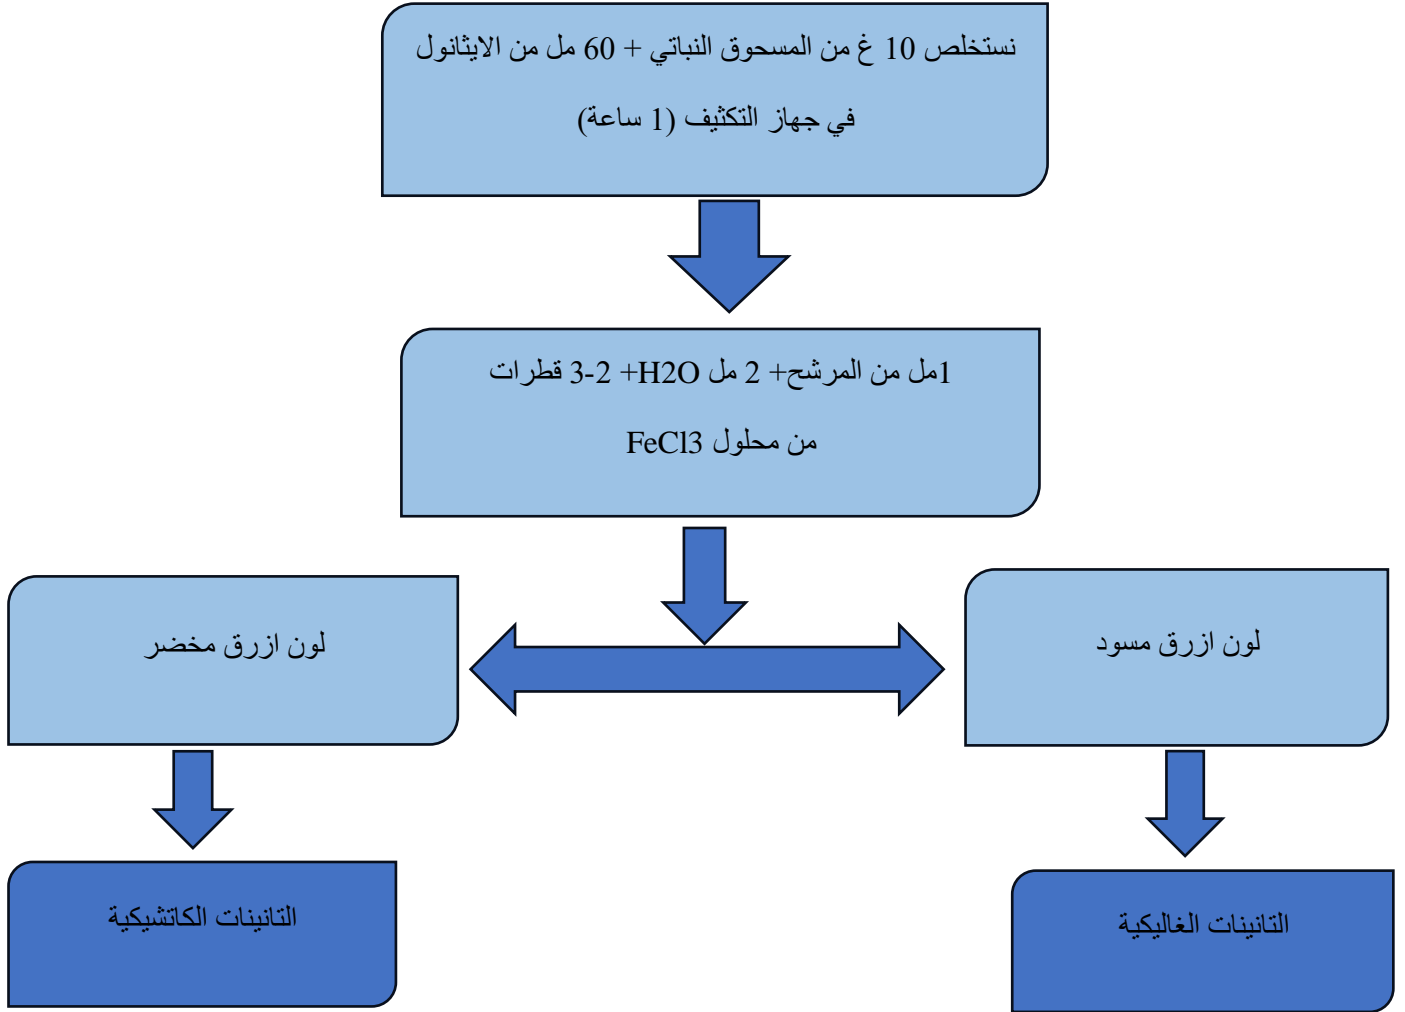 نستخلص 10 غ من المسحوق النباتي + 60 مل من الايثانول
في جهاز التكثيف (1 ساعة)
1مل من المرشح+ 2 مل H2O+ 2-3 قطرات
من محلول FeCl3
لون ازرق مسود
لون ازرق مخضر
التانينات الغاليكية
التانينات الكاتشيكية